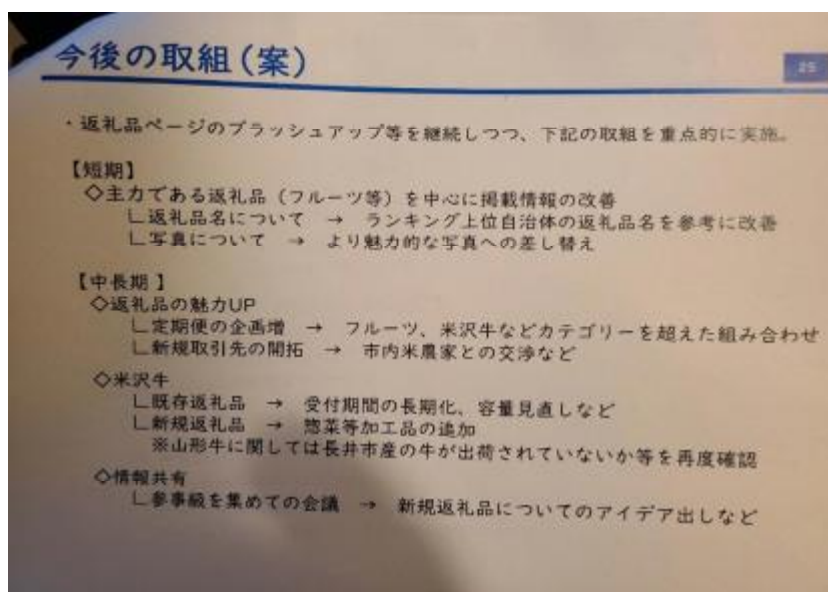 今後の取組(案)
25
・返礼品ページのブラッシュアップ等を継続しつつ、下記の取組を重点的に実施。
【短期】
◇主力である返礼品(フルーツ等)を中心に掲載情報の改善
∟返礼品名について → ランキング上位自治体の返礼品名を参考に改善
∟写真について → より魅力的な写真への差し替え
【中長期】
◇返礼品の魅力UP
∟定期便の企画増 → フルーツ、米沢牛などカテゴリーを超えた組み合わせ
∟新規取引先の開拓 → 市内米農家との交渉など
◇米沢牛
∟既存返礼品 → 受付期間の長期化、容量見直しなど
∟新規返礼品 → 惣菜等加工品の追加
※山形牛に関しては長井市産の牛が出荷されていないか等を再度確認
◇情報共有
∟参事級を集めての会議 → 新規返礼品についてのアイデア出しなど